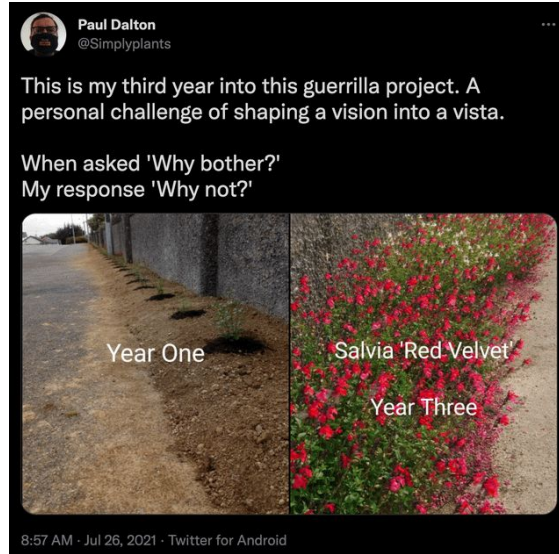 Paul Dalton
@Simplyplants
This is my third year into this guerrilla project. A
personal challenge of shaping a vision into a vista.
When asked 'Why bother?'
My response 'Why not?'
Year One
Salvia 'Red Velvet'
Year Three
8:57 AM · Jul 26, 2021 · Twitter for Android